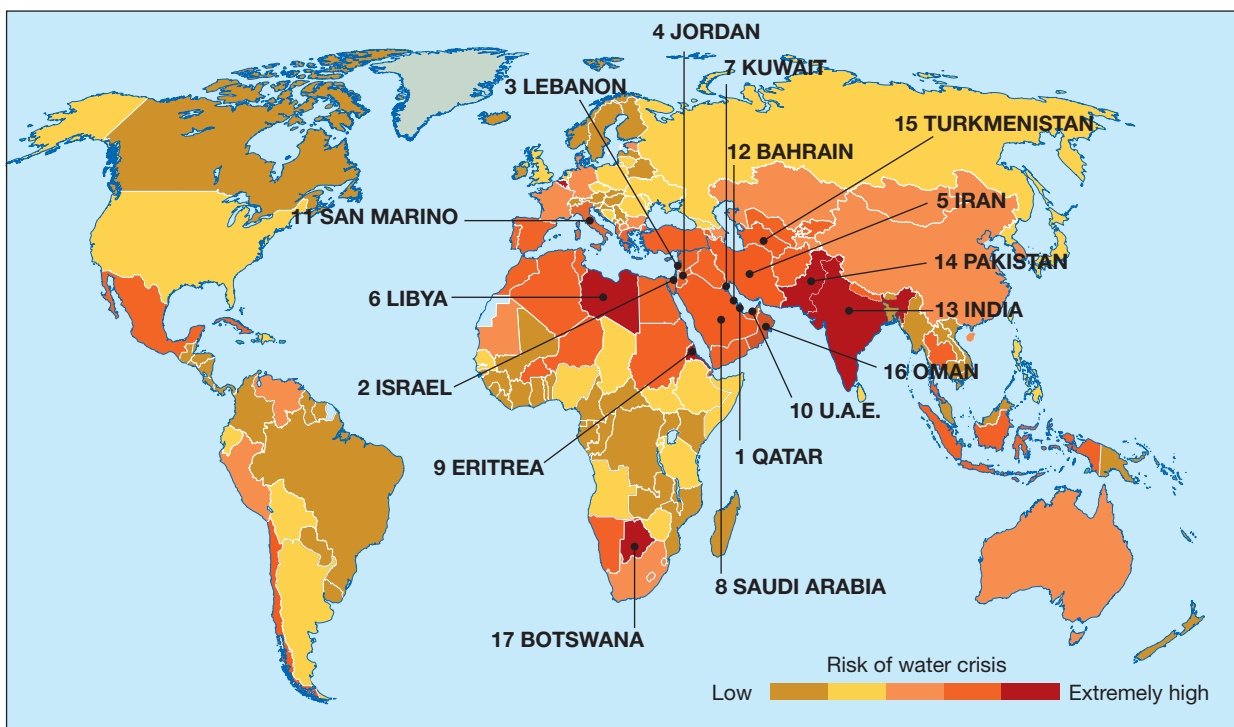 4 JORDAN
7 KUWAIT
3 LEBANON
15 TURKMENISTAN
12 BAHRAIN
5 IRAN
11 SAN MARINO
14 PAKISTAN
6 LIBYA
13 INDIA
16 OMAN
2 ISRAEL
10 U.A.E.
9 ERITREA
1 QATAR
8 SAUDI ARABIA
17 BOTSWANA
Risk of water crisis
Low Extremely high